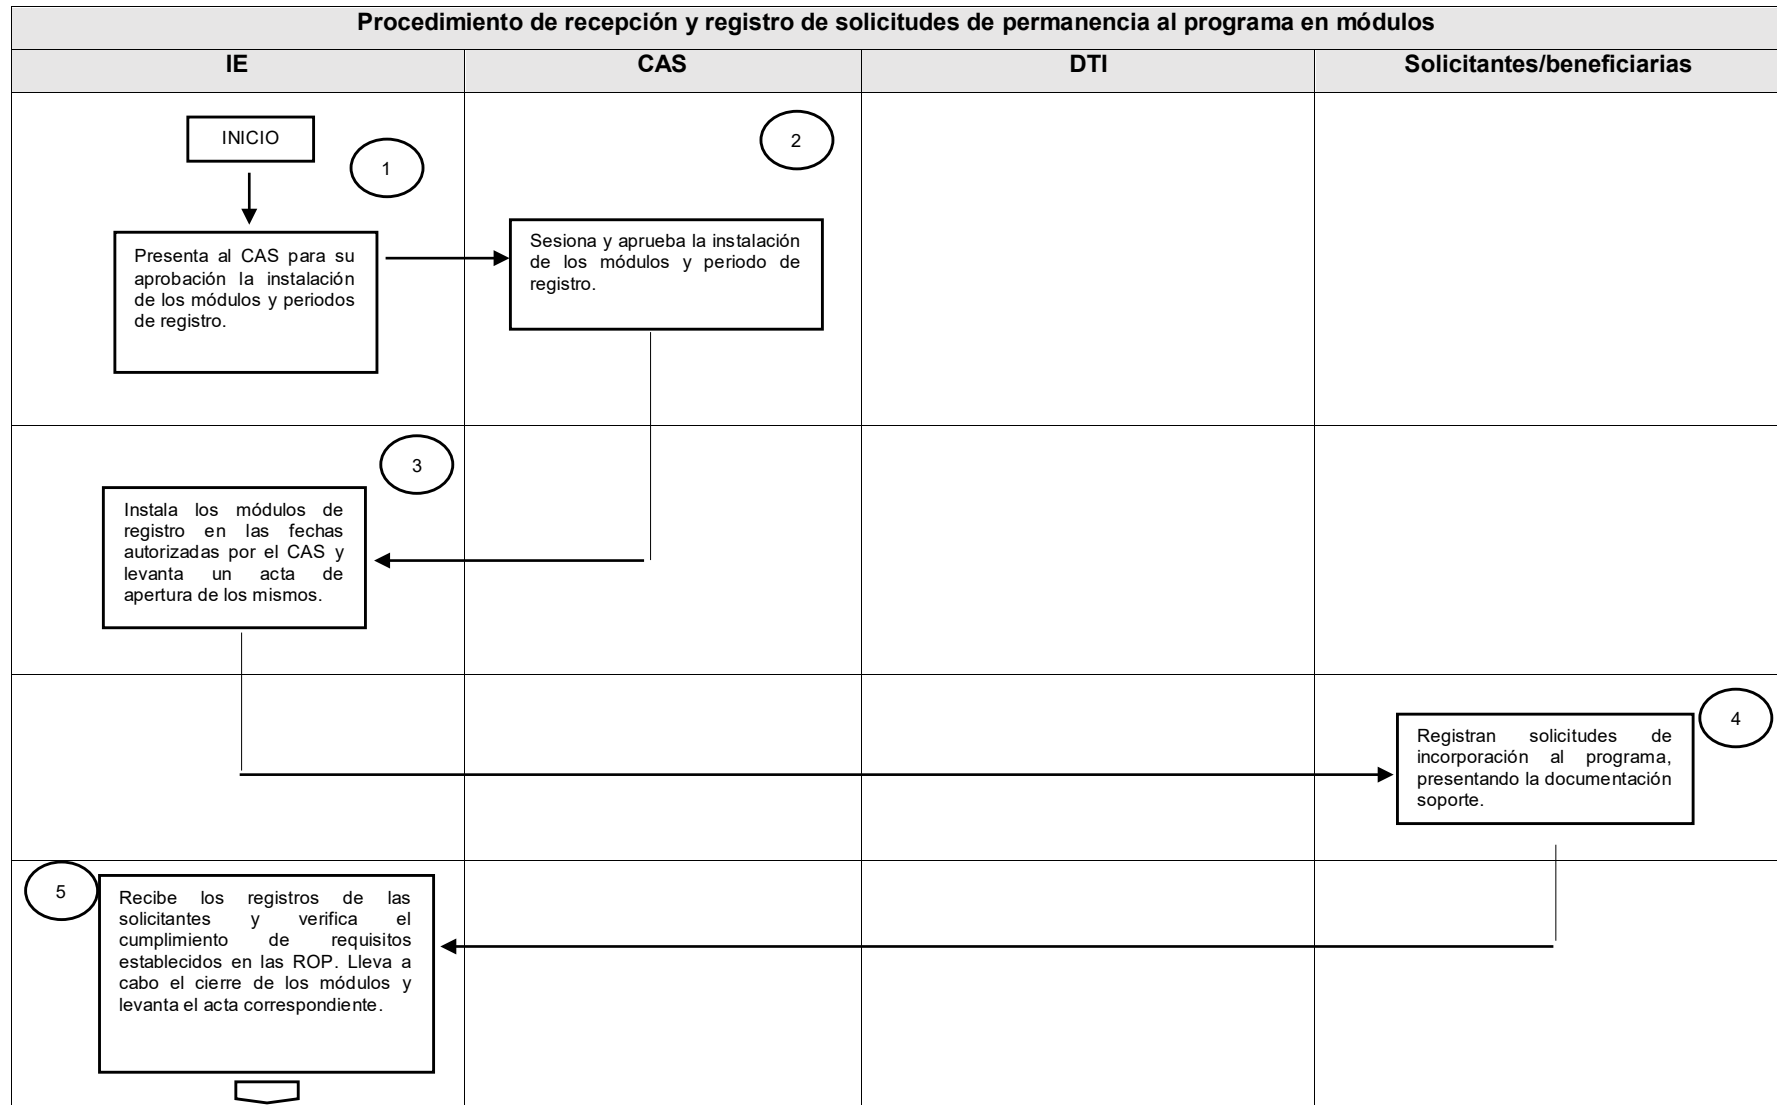 Procedimiento de recepción y registro de solicitudes de permanencia al programa en módulos
IE
CAS
DTI
Solicitantes/beneficiarias
INICIO
1
2
Presenta al CAS para su
aprobación la instalación
de los módulos y periodos
de registro.
Sesiona y aprueba la instalación
de los módulos y periodo de
registro.
3
Instala los módulos de
registro en las fechas
autorizadas por el CAS y
levanta un acta de
apertura de los mismos.
4
Registran solicitudes de
incorporación al programa,
presentando la documentación
soporte.
5
Recibe los registros de las
solicitantes y verifica el
cumplimiento de requisitos
establecidos en las ROP. Lleva a
cabo el cierre de los módulos y
levanta el acta correspondiente.